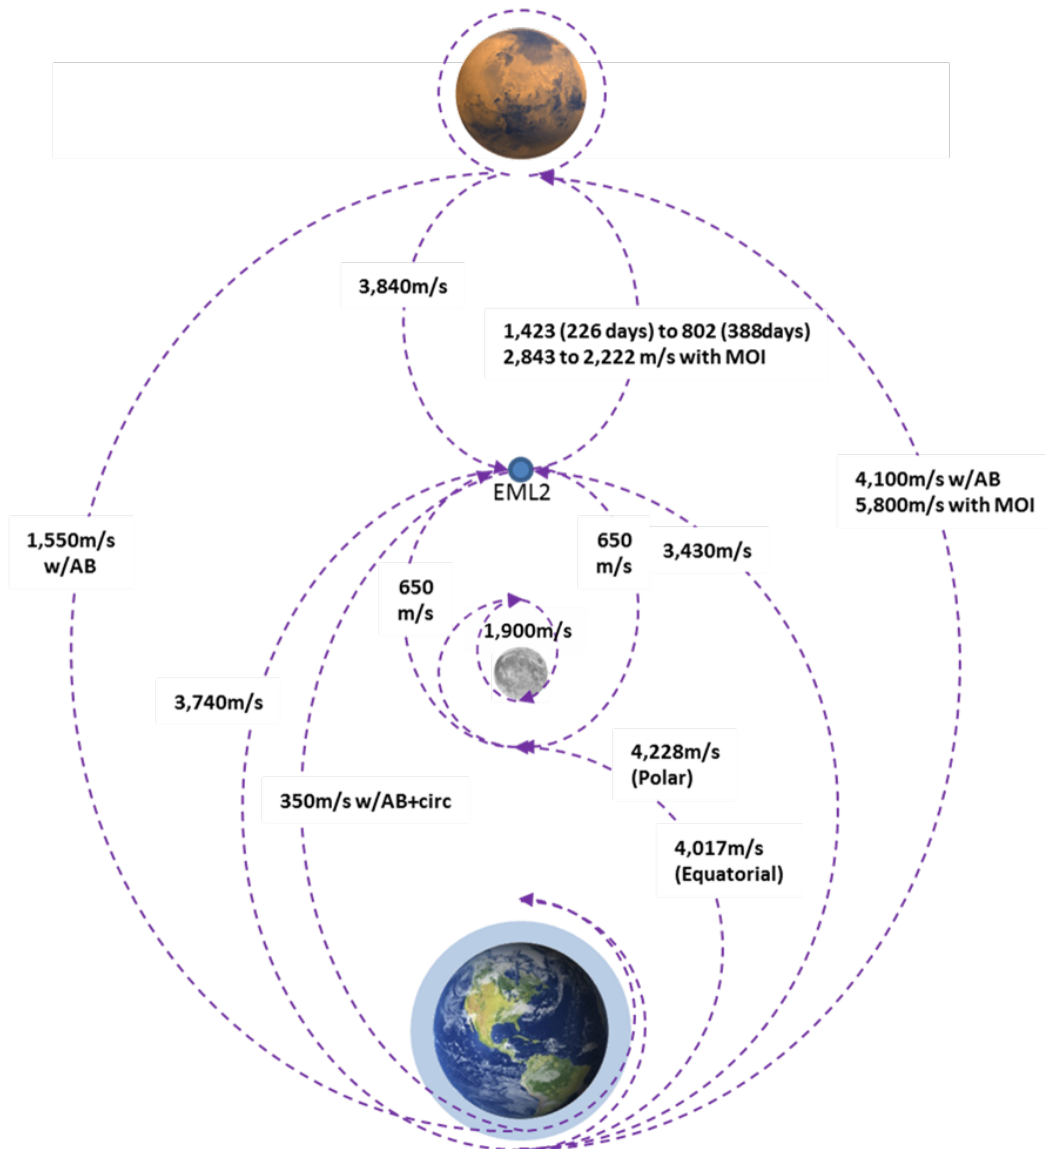 3,840m/s
1,423 (226 days) to 802 (388days)
2,843 to 2,222 m/s with MOI
EML2
4,100m/s w/AB
5,800m/s with MOI
1,550m/s
w/AB
650
m/s
3,430m/s
650
m/s
1,900m/s
3,740m/s
4,228m/s
(Polar)
350m/s w/AB+circ
4,017m/s
(Equatorial)